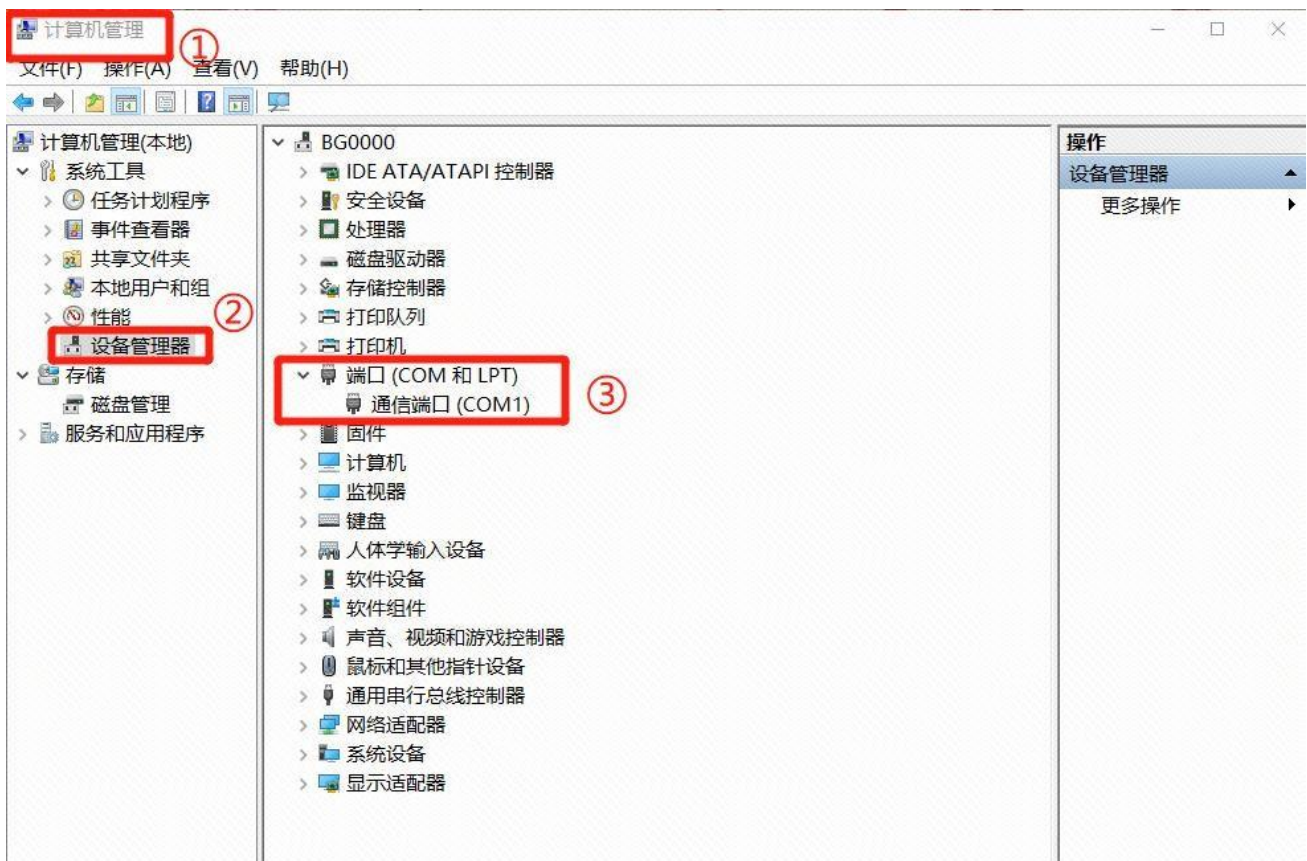 计算机管理
①
文件(F) 操作(A) 查看(V) 帮助(H)
计算机管理(本地)
系统工具
任务计划程序
事件查看器
共享文件夹
本地用户和组
性能
②
设备管理器
存储
磁盘管理
服务和应用程序
BG0000
IDE ATA/ATAPI 控制器
安全设备
处理器
磁盘驱动器
存储控制器
打印队列
打印机
端口 (COM 和 LPT)
通信端口 (COM1)
③
固件
计算机
监视器
键盘
人体学输入设备
软件设备
软件组件
声音、视频和游戏控制器
鼠标和其他指针设备
通用串行总线控制器
网络适配器
系统设备
显示适配器
操作
设备管理器
更多操作